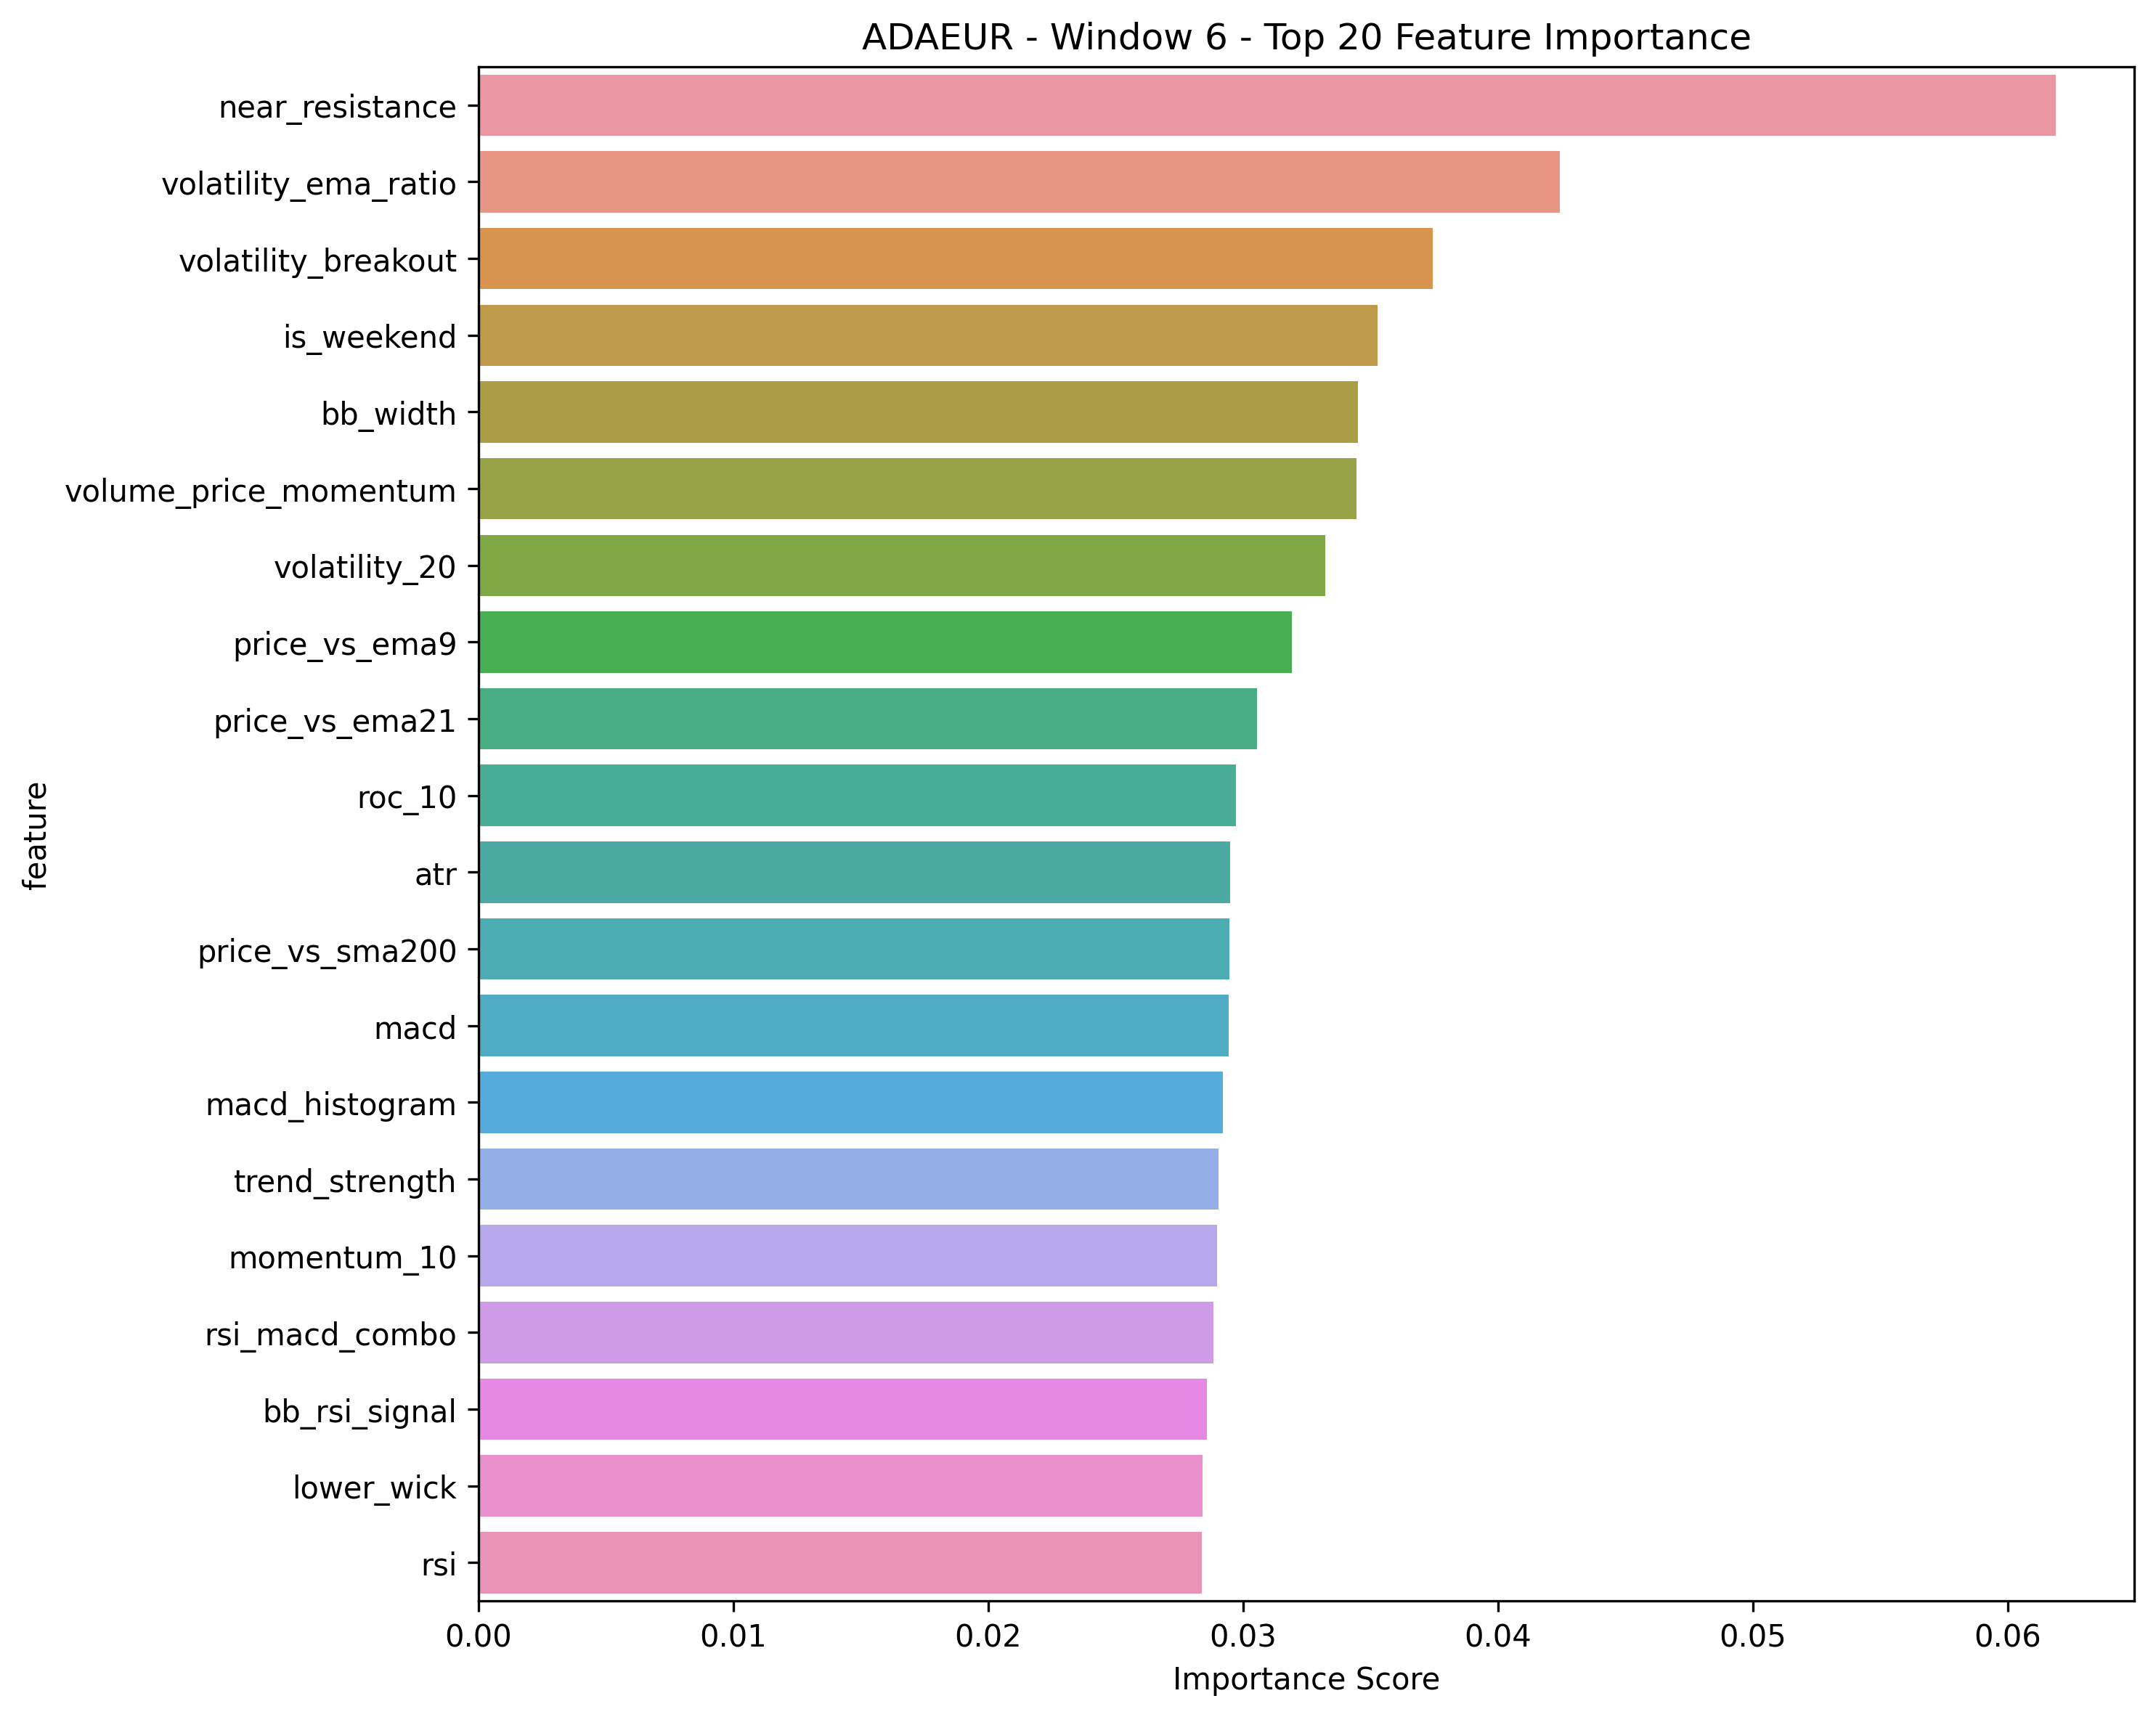 ADAEUR - Window 6 - Top 20 Feature Importance
near_resistance
volatility_ema_ratio
volatility_breakout
is_weekend
bb_width
volume_price_momentum
volatility_20
price_vs_ema9
price_vs_ema21
roc_10
atr
price_vs_sma200
macd
macd_histogram
trend_strength
momentum_10
rsi_macd_combo
bb_rsi_signal
lower_wick
rsi
feature
0.00 0.01 0.02 0.03 0.04 0.05 0.06
Importance Score